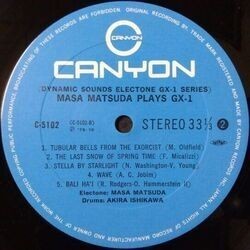 CANYON
CANYON
(DYNAMIC SOUNDS ELECTONE GX-1 SERIES)
MASA MATSUDA PLAYS GX-1
C-5102
STEREO 33⅓ 2
1. TUBULAR BELLS FROM THE EXORCIST (M. Oldfield)
2. THE LAST SNOW OF SPRING TIME (F. Micalizzi)
3. STELLA BY STARLIGHT (N. Washington-V. Young)
4. WAVE (A. C. Jobim)
5. BALI HA'I (R. Rodgers-O. Hammerstein II)
Electone: MASA MATSUDA
Drums: AKIRA ISHIKAWA